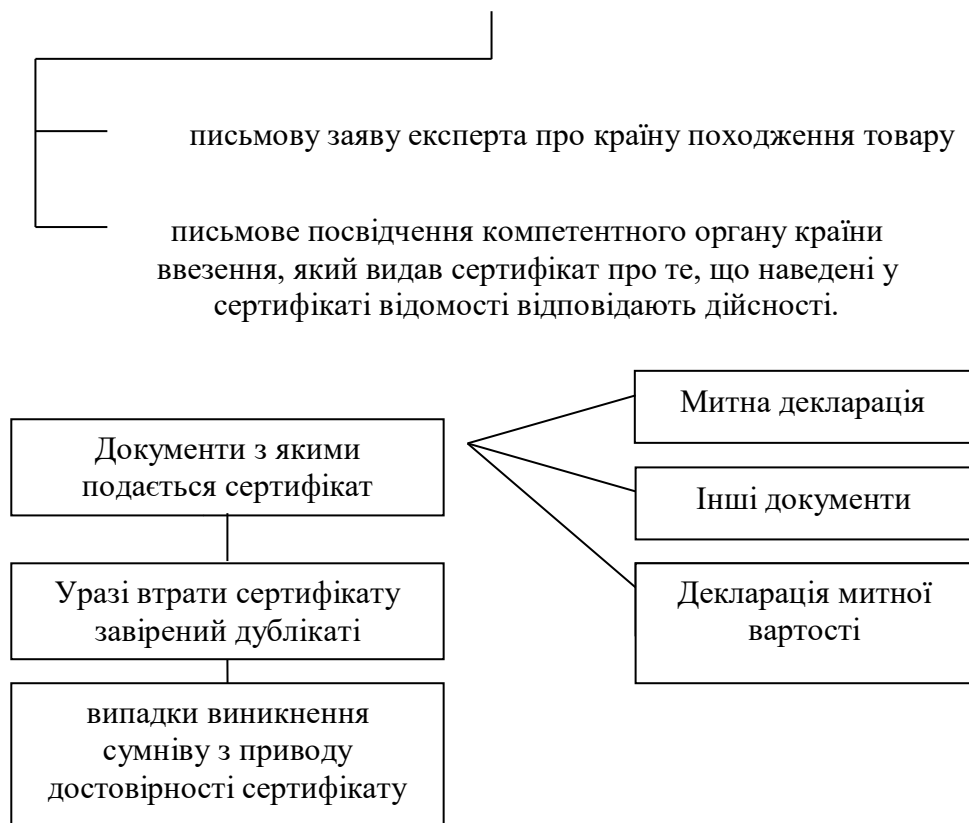 письмову заяву експерта про країну походження товару
письмове посвідчення компетентного органу країни
ввезення, який видав сертифікат про те, що наведені у
сертифікаті відомості відповідають дійсності.
Документи з якими
подається сертифікат
Уразі втрати сертифікату
завірений дублікаті
випадки виникнення
сумніву з приводу
достовірності сертифікату
Митна декларація
Інші документи
Декларація митної
вартості